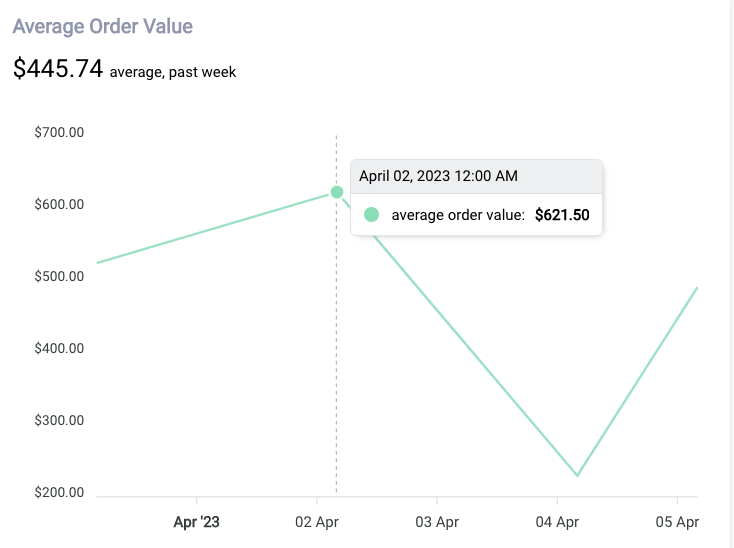 Average Order Value
$445.74 average, past week
$700.00
April 02, 2023 12:00 AM
average order value: $621.50
$600.00
$500.00
$400.00
$300.00
$200.00
Apr '23 02 Apr 03 Apr 04 Apr 05 Apr